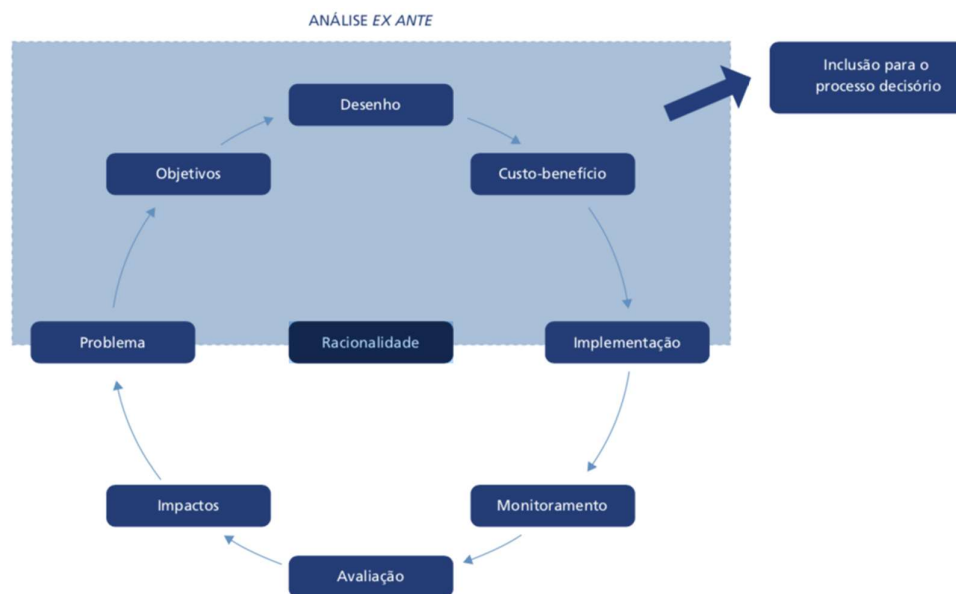 ANÁLISE EX ANTE
Inclusão para o
processo decisório
Desenho
Objetivos
Custo-benefício
Problema
Racionalidade
Implementação
Impactos
Monitoramento
Avaliação